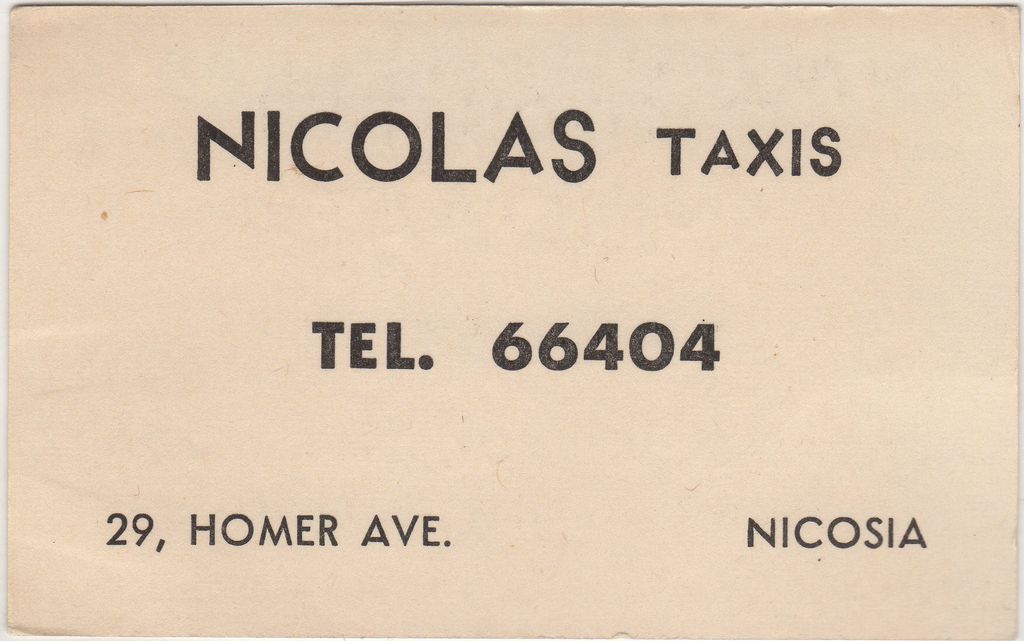 NICOLAS TAXIS
TEL. 66404
29, HOMER AVE. NICOSIA